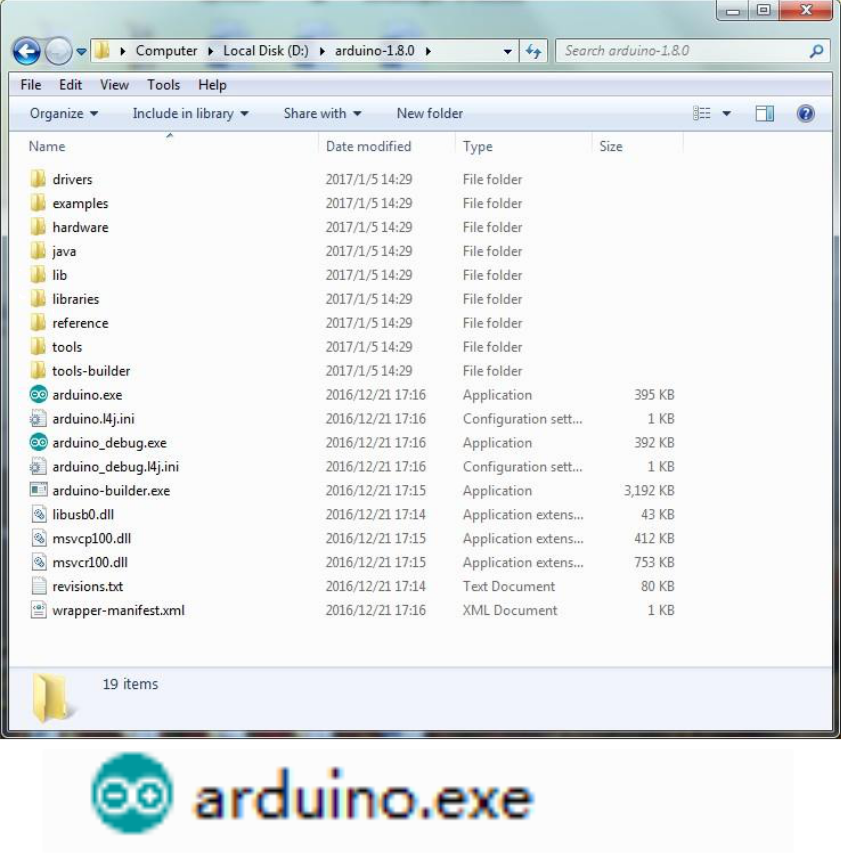 Computer Local Disk (D:) arduino-1.8.0 Search arduino-1.8.0
File Edit View Tools Help
Organize Include in library Share with New folder
Name Date modified Type Size
drivers 2017/1/5 14:29 File folder
examples 2017/1/5 14:29 File folder
hardware 2017/1/5 14:29 File folder
java 2017/1/5 14:29 File folder
lib 2017/1/5 14:29 File folder
libraries 2017/1/5 14:29 File folder
reference 2017/1/5 14:29 File folder
tools 2017/1/5 14:29 File folder
tools-builder 2017/1/5 14:29 File folder
arduino.exe 2016/12/21 17:16 Application 395 KB
arduino.l4j.ini 2016/12/21 17:16 Configuration sett... 1 KB
arduino_debug.exe 2016/12/21 17:16 Application 392 KB
arduino_debug.l4j.ini 2016/12/21 17:16 Configuration sett... 1 KB
arduino-builder.exe 2016/12/21 17:15 Application 3,192 KB
libusb0.dll 2016/12/21 17:14 Application extens... 43 KB
msvcp100.dll 2016/12/21 17:15 Application extens... 412 KB
msvcr100.dll 2016/12/21 17:15 Application extens... 753 KB
revisions.txt 2016/12/21 17:14 Text Document 80 KB
wrapper-manifest.xml 2016/12/21 17:16 XML Document 1 KB
19 items
arduino.exe